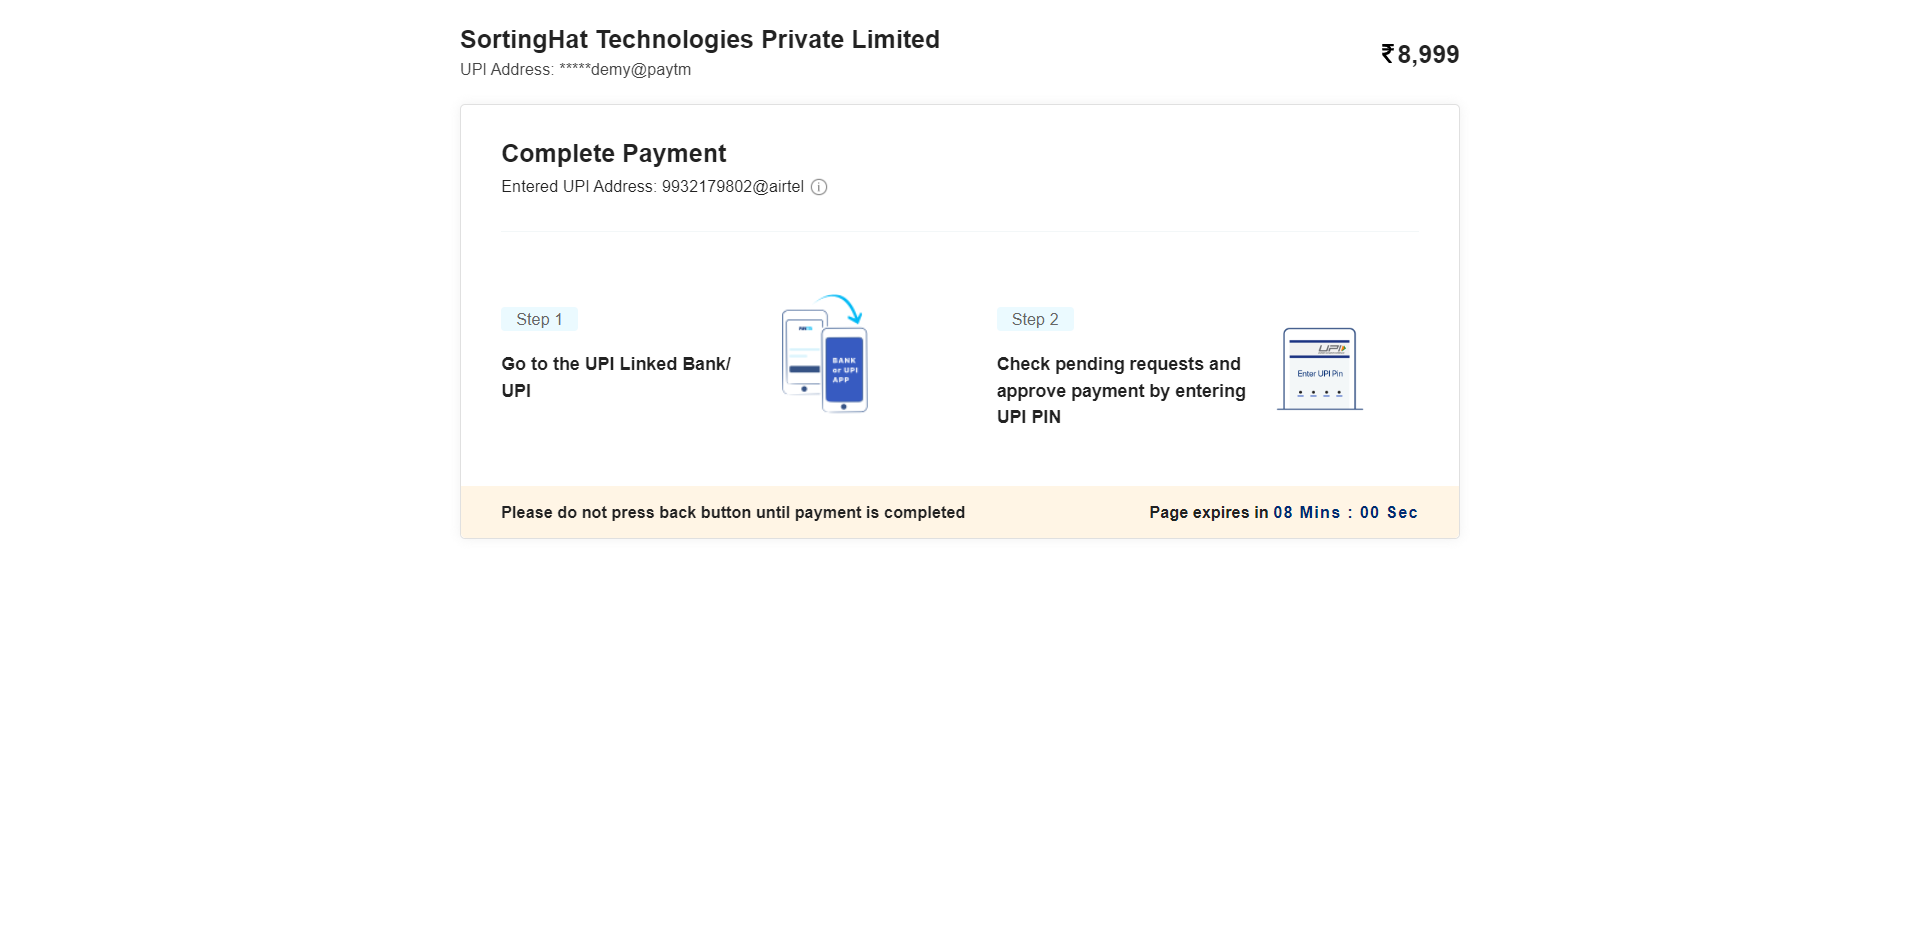 SortingHat Technologies Private Limited
UPI Address: *****demy@paytm
₹8,999
Complete Payment
Entered UPI Address: 9932179802@airtel
Step 1
Go to the UPI Linked Bank/
UPI
BANK
or UPI
APP
Step 2
Check pending requests and
approve payment by entering
UPI PIN
UPI
Enter UPI Pin
Please do not press back button until payment is completed
Page expires in 08 Mins : 00 Sec